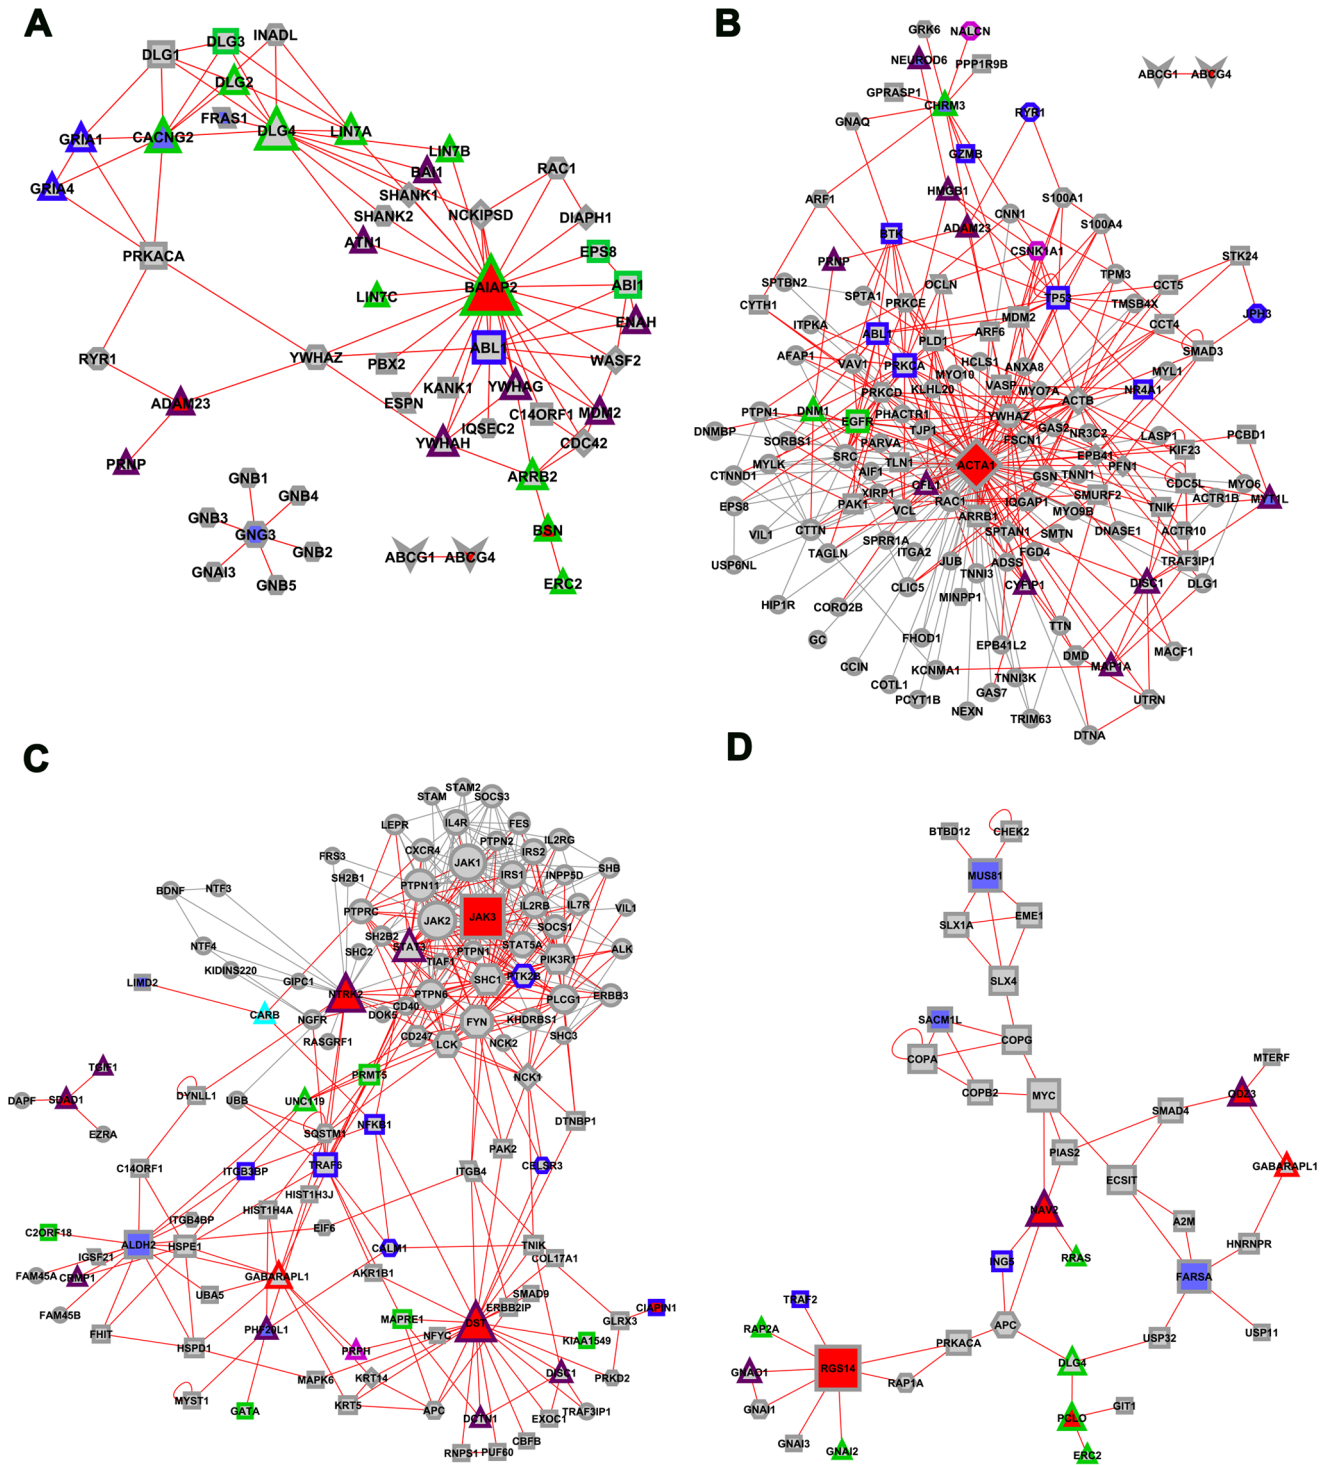 A
DLG3
INADL
DLG1
DLG2
FRAS1
DLG4
LIN7A
GRIA1
CACNG2
LIN7B
BAI1
RAC1
GRIA4
SHANK1
SHANK2
NCKIPSD
DIAPH1
ATN1
PRKACA
EPS8
BAIAP2
ABI1
LIN7C
ENAH
RYR1
YWHAZ
PBX2
ABL1
WASF2
KANK1
YWHAG
ADAM23
ESPN
C14ORF1
MDM2
IQSEC2
YWHAH
CDC42
PRNP
ARRB2
GNB1
GNB4
GNB3
GNG3
BSN
GNB2
ABCG1
ABCG4
GNAI3
GNB5
ERC2
B
GRK6
NALCN
NEUROD6
PPP1R9B
ABCG1
ABCG4
GPRASP1
CHRM3
RYR1
GNAQ
GZMB
HMGB1
ARF1
S100A1
CNN1
S100A4
BTK
ADAM23
CSNK1A1
PRNP
STK24
SPTBN2
OCLN
TPM3
CCT5
CYTH1
SPTA1
PRKCE
TP53
TMSB4X
ITPKA
MDM2
CCT4
JPH3
ABL1
PLD1
ARF6
AFAP1
SMAD3
VAV1
PRKCA
HCLS1
ANXA8
MYL1
MYO10
PRKCD
KLHL20
VASP
MYO7A
NR4A1
ACTB
PTPN1
DNM1
PHACTR1
YWHAZ
EGFR
GAS2
DNMBP
TJP1
NR3C2
LASP1
PCBD1
SORBS1
PARVA
FSCN1
KIF23
SRC
TLN1
EPB41
MYLK
ACTA1
PFN1
CTNND1
AIF1
GSN
TNNI1
CDC5L
MYO6
CFL1
XIRP1
SMURF2
ACTR1B
MYT1L
EPS8
PAK1
RAC1
IQGAP1
TNIK
VCL
ARRB1
MYO9B
VIL1
CTTN
SPTAN1
SMTN
DNASE1
ACTR10
SPRR1A
TAGLN
ITGA2
FGD4
USP6NL
JUB
ADSS
TRAF3IP1
TNNI3
CLIC5
CYFIP1
DISC1
DLG1
MINPP1
HIP1R
CORO2B
TTN
GC
FHOD1
EPB41L2
DMD
MACF1
CCIN
KCNMA1
MAP1A
COTL1
TNNI3K
PCYT1B
GAS7
UTRN
NEXN
TRIM63
DTNA
C
STAM2
STAM
SOCS3
LEPR
IL4R
FES
PTPN2
IL2RG
FRS3
CXCR4
IRS2
JAK1
SHB
SH2B1
IRS1
INPP5D
BDNF
NTF3
PTPN11
PTPRC
IL2RB
IL7R
VIL1
JAK2
JAK3
SOCS1
SH2B2
NTF4
STAT3
STAT5A
ALK
SHC2
PTPN1
TIAF1
PIK3R1
KIDINS220
LIMD2
GIPC1
SHC1
PTK2B
NTRK2
PTPN6
PLCG1
ERBB3
CARB
NGFR
DOK5
CD40
FYN
KHDRBS1
RASGRF1
CD247
LCK
NCK2
SHC3
TGIF1
PRMT5
NCK1
DAPF
SDAD1
DYNLL1
UBB
UNC119
NFKB1
DTNBP1
EZRA
SQSTM1
PAK2
C14ORF1
ITGB3BP
TRAF6
ITGB4
CELSR3
HIST1H3J
HIST1H4A
ITGB4BP
EIF6
C2ORF18
ALDH2
HSPE1
CALM1
TNIK
IGSF21
COL17A1
FAM45A
CRMP1
GABARAPL1
AKR1B1
UBA5
SMAD9
ERBB2IP
CIAPIN1
FAM45B
MAPRE1
GLRX3
FHIT
PHF20L1
NFYC
DST
KIAA1549
HSPD1
PRPH
DISC1
PRKD2
MAPK6
KRT14
MYST1
KRT5
GATA
APC
DCTN1
EXOC1
TRAF3IP1
RNPS1
PUF60
CBFB
D
BTBD12
CHEK2
MUS81
EME1
SLX1A
SLX4
SACM1L
COPG
COPA
MTERF
COPB2
MYC
ODZ3
SMAD4
PIAS2
GABARAPL1
ECSIT
NAV2
A2M
HNRNPR
ING5
RRAS
FARSA
TRAF2
RAP2A
APC
USP11
PRKACA
USP32
GNAO1
RGS14
DLG4
RAP1A
GNAI1
PCLO
GIT1
GNAI3
GNAI2
ERC2